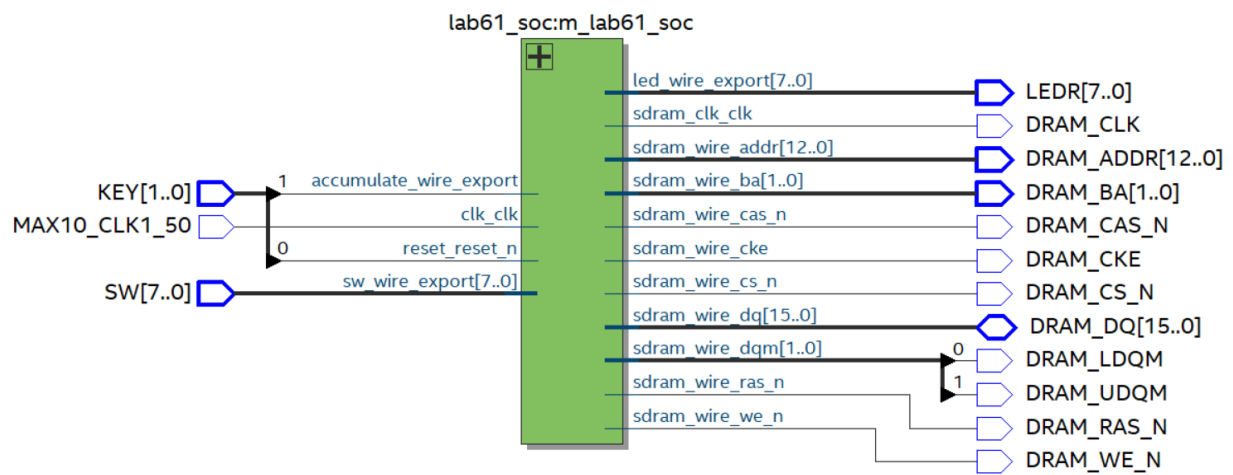 lab61_soc:m_lab61_soc
led_wire_export[7..0]
LEDR[7..0]
sdram_clk_clk
DRAM_CLK
sdram_wire_addr[12..0]
DRAM_ADDR[12..0]
KEY[1..0]
1
accumulate_wire_export
sdram_wire_ba[1..0]
DRAM_BA[1..0]
MAX10_CLK1_50
clk_clk
sdram_wire_cas_n
DRAM_CAS_N
0
reset_reset_n
sdram_wire_cke
DRAM_CKE
SW[7..0]
sw_wire_export[7..0]
sdram_wire_cs_n
DRAM_CS_N
sdram_wire_dq[15..0]
DRAM_DQ[15..0]
sdram_wire_dqm[1..0]
0
DRAM_LDQM
1
DRAM_UDQM
sdram_wire_ras_n
DRAM_RAS_N
sdram_wire_we_n
DRAM_WE_N